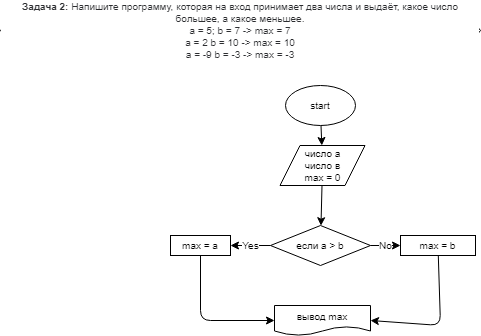 Задача 2: Напишите программу, которая на вход принимает два числа и выдаёт, какое число
большее, а какое меньшее.
a = 5; b = 7 -> max = 7
a = 2 b = 10 -> max = 10
a = -9 b = -3 -> max = -3
start
число а
число в
max = 0
max = a
Yes
если a > b
No
max = b
вывод max